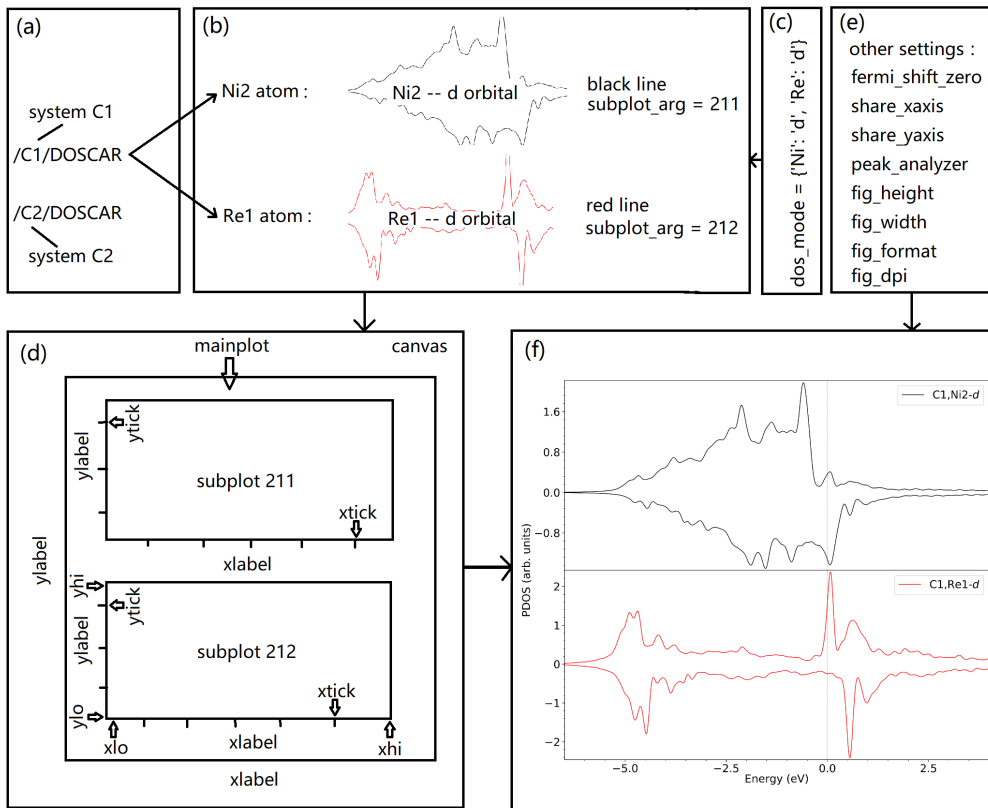 (a)
system C1
/C1/DOSCAR
/C2/DOSCAR
system C2
(b)
Ni2 atom :
Ni2 -- d orbital
black line
subplot_arg = 211
Re1 atom :
Re1 -- d orbital
red line
subplot_arg = 212
(c)
dos_mode = {'Ni': 'd', 'Re': 'd'}
(e)
other settings :
fermi_shift_zero
share_xaxis
share_yaxis
peak_analyzer
fig_height
fig_width
fig_format
fig_dpi
(d)
mainplot
canvas
ylabel
ylabel
ytick
subplot 211
xtick
xlabel
yhi
ytick
ylabel
subplot 212
ylo
xtick
xlo
xlabel
xhi
xlabel
(f)
C1,Ni2-d
1.6
0.8
0.0
−0.8
PDOS (arb. units)
C1,Re1-d
2
1
0
−1
−2
−5.0
−2.5
0.0
2.5
Energy (eV)